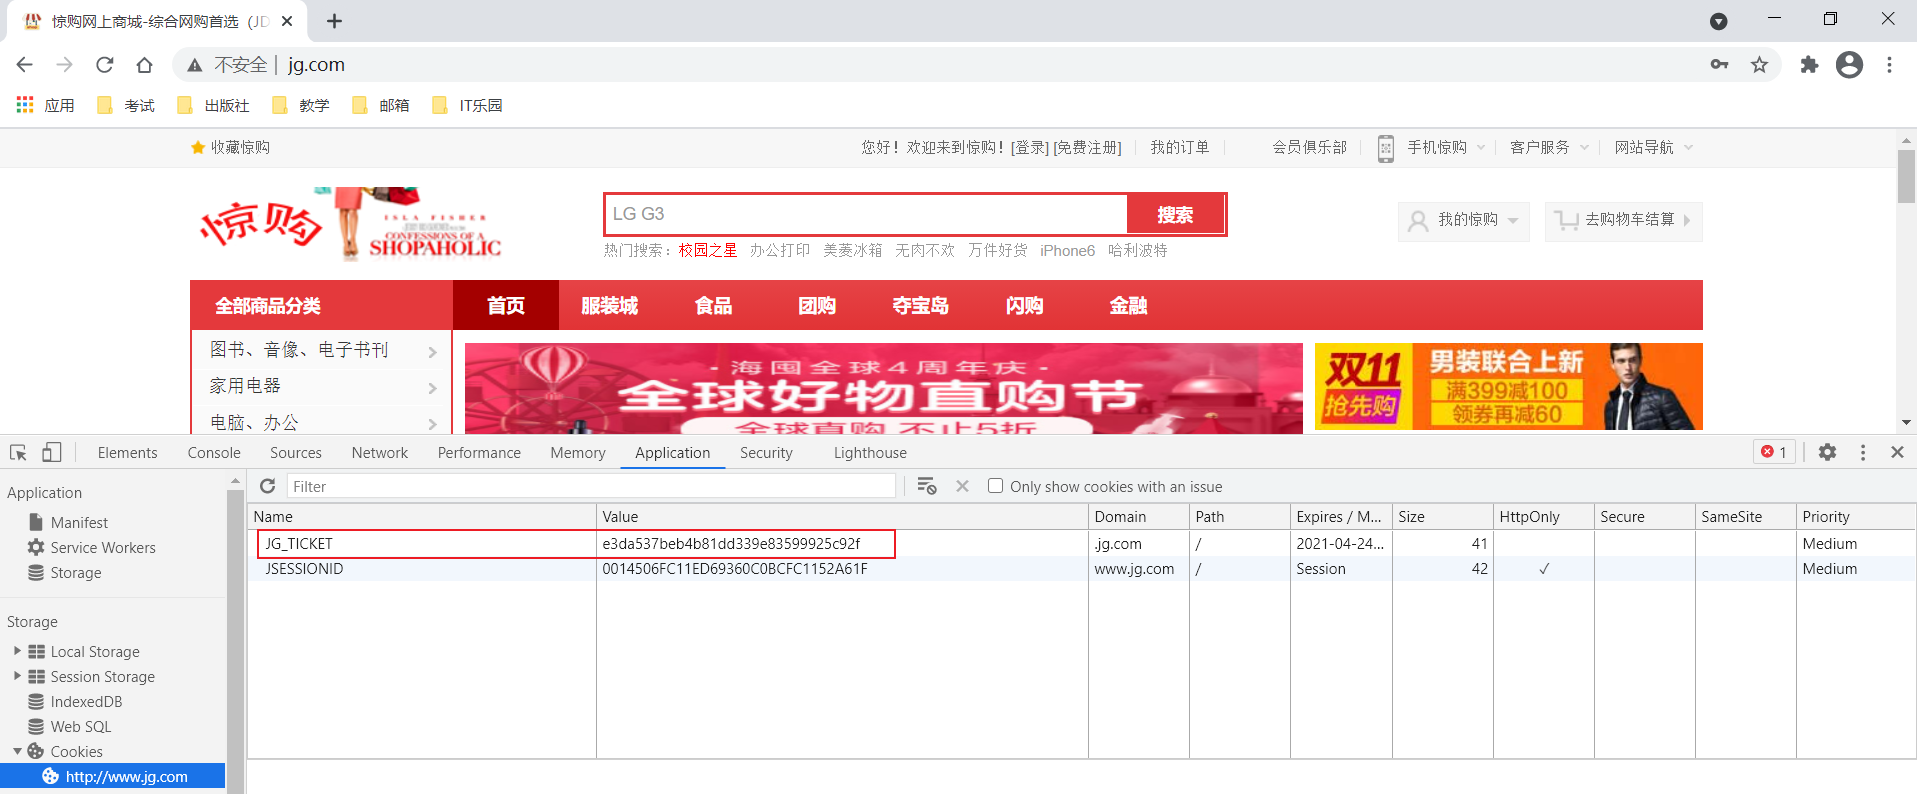 惊购网上商城-综合网购首选（JD
不安全 jg.com
应用 考试 出版社 教学 邮箱 IT乐园
收藏惊购 您好！欢迎来到惊购！[登录] [免费注册] 我的订单 会员俱乐部 手机惊购 客户服务 网站导航
惊购
ISLA FISHER
CONFESSIONS OF A
SHOPAHOLIC
LG G3 搜索 我的惊购 去购物车结算
热门搜索： 校园之星 办公打印 美菱冰箱 无肉不欢 万件好货 iPhone6 哈利波特
全部商品分类 首页 服装城 食品 团购 夺宝岛 闪购 金融
图书、音像、电子书刊
家用电器
电脑、办公
- 海囤全球4周年庆 -
全球好物直购节
全球直购 不止5折
双11
抢先购
男装联合上新
满399减100
领券再减60
Elements Console Sources Network Performance Memory Application Security Lighthouse 1
Application
Manifest
Service Workers
Storage
Storage
Local Storage
Session Storage
IndexedDB
Web SQL
Cookies
http://www.jg.com
Filter Only show cookies with an issue
Name Value Domain Path Expires / M... Size HttpOnly Secure SameSite Priority
JG_TICKET e3da537beb4b81dd339e83599925c92f .jg.com / 2021-04-24... 41 Medium
JSESSIONID 0014506FC11ED69360C0BCFC1152A61F www.jg.com / Session 42 ✓ Medium